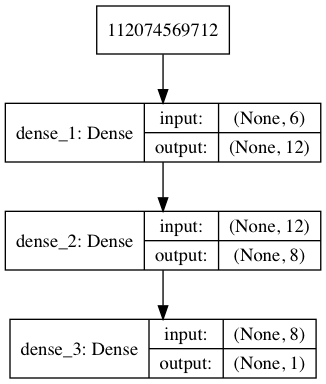 112074569712
dense_1: Dense
input:
(None, 6)
output:
(None, 12)
dense_2: Dense
input:
(None, 12)
output:
(None, 8)
dense_3: Dense
input:
(None, 8)
output:
(None, 1)